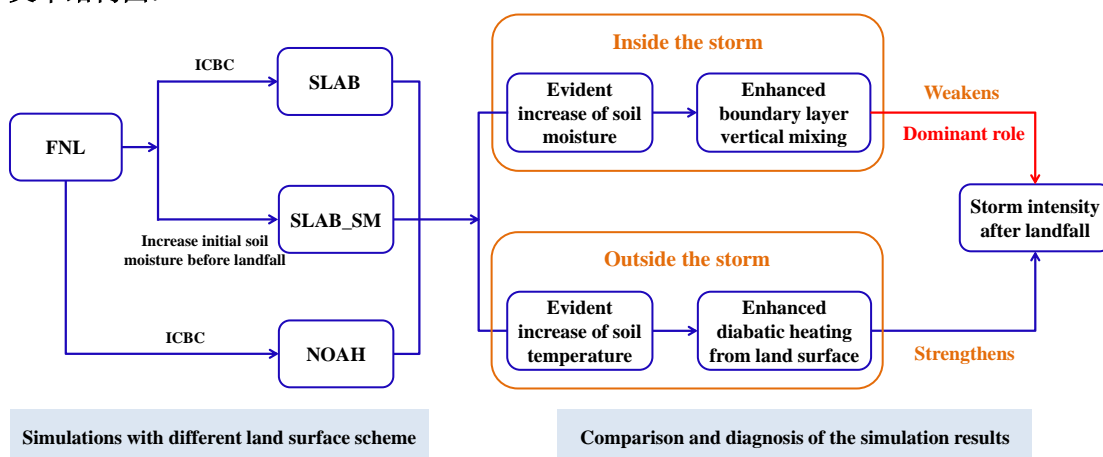 ICBC
SLAB
FNL
SLAB_SM
Increase initial soil
moisture before landfall
ICBC
NOAH
Simulations with different land surface scheme
Inside the storm
Evident
increase of soil
moisture
Enhanced
boundary layer
vertical mixing
Weakens
Dominant role
Storm intensity
after landfall
Outside the storm
Evident
increase of soil
temperature
Enhanced
diabatic heating
from land surface
Strengthens
Comparison and diagnosis of the simulation results